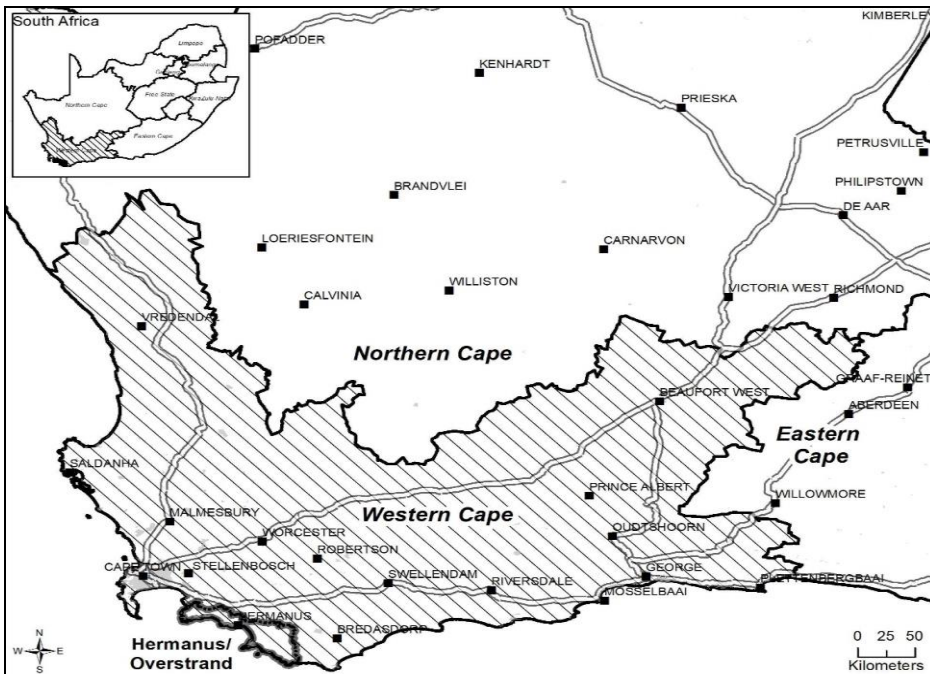 South Africa
Limpopo
Northern Cape
Free State
Eastern Cape
POFADDER
KENHARDT
KIMBERLEY
PRIESKA
PETRUSVILLE
PHILIPSTOWN
BRANDVLEI
DE AAR
LOERIESFONTEIN
CARNARVON
WILLISTON
CALVINIA
VICTORIA WEST
RICHMOND
VREDENDAL
Northern Cape
GRAAF-REINET
BEAUFORT WEST
ABERDEEN
Eastern
Cape
SALDANHA
PRINCE ALBERT
WILLOWMORE
Western Cape
MALMESBURY
OUDTSHOORN
WORCESTER
ROBERTSON
CAPE TOWN
STELLENBOSCH
GEORGE
SWELLENDAM
RIVERSDALE
PLETTENBERGBAAI
MOSSELBAAI
HERMANUS
BREDASDORP
Hermanus/
Overstrand
N
W E
S
0 25 50
Kilometers